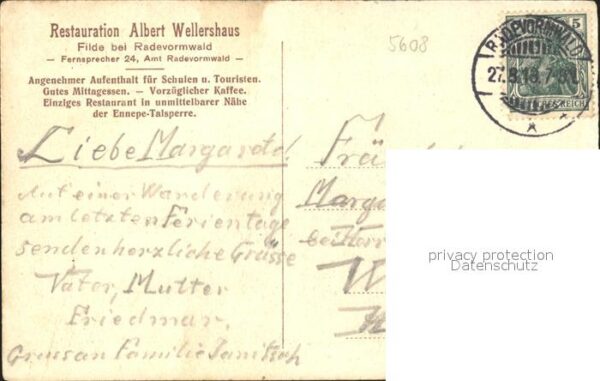 Restauration Albert Wellershaus
Filde bei Radevormwald
— Fernsprecher 24, Amt Radevormwald —
Angenehmer Aufenthalt für Schulen u. Touristen.
Gutes Mittagessen. — Vorzüglicher Kaffee.
Einziges Restaurant in unmittelbarer Nähe
der Ennepe-Talsperre.
5608
RADEVORMWALD
5
Liebe
Auf einer Wanderung
am letzten Ferientage
senden herzliche Grüsse
Vater, Mutter
Friedmar.
Familie
privacy protection
Datenschutz